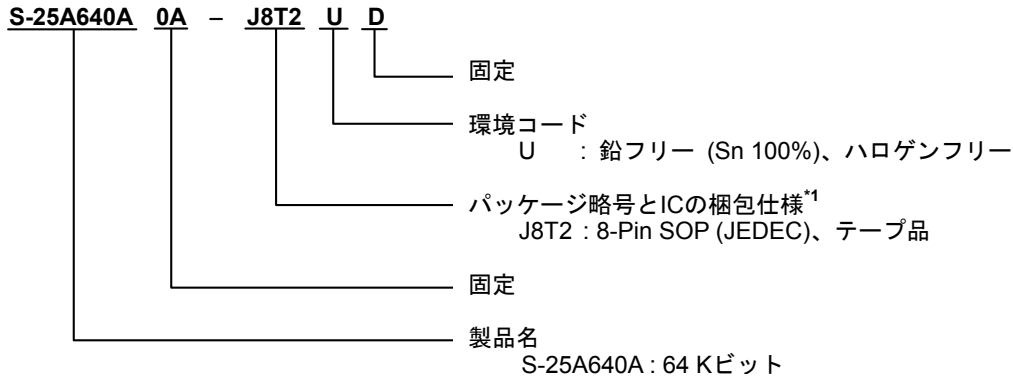 S-25A640A 0A – J8T2 U D
固定
環境コード
U : 鉛フリー (Sn 100%)、ハロゲンフリー
パッケージ略号とICの梱包仕様*1
J8T2 : 8-Pin SOP (JEDEC)、テープ品
固定
製品名
S-25A640A : 64 Kビット